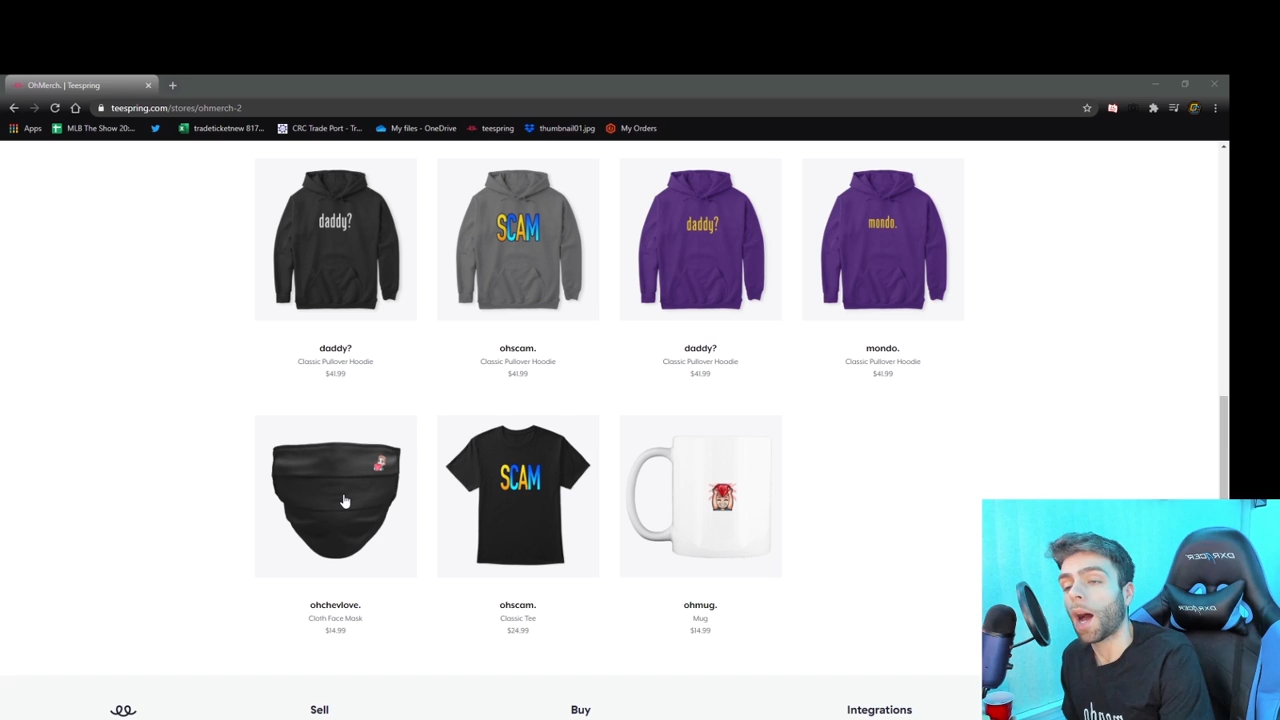 OhMerch. | Teespring
teespring.com/stores/ohmerch-2
Apps
MLB The Show 20:...
tradeticketnew 817...
CRC Trade Port - Tr...
My files - OneDrive
teespring
thumbnail01.jpg
My Orders
daddy?
SCAM
daddy?
mondo.
daddy?
Classic Pullover Hoodie
$41.99
ohscam.
Classic Pullover Hoodie
$41.99
daddy?
Classic Pullover Hoodie
$41.99
mondo.
Classic Pullover Hoodie
$41.99
SCAM
ohchevlove.
Cloth Face Mask
$14.99
ohscam.
Classic Tee
$24.99
ohmug.
Mug
$14.99
DXRACER
DXRACER
Sell
Buy
Integrations